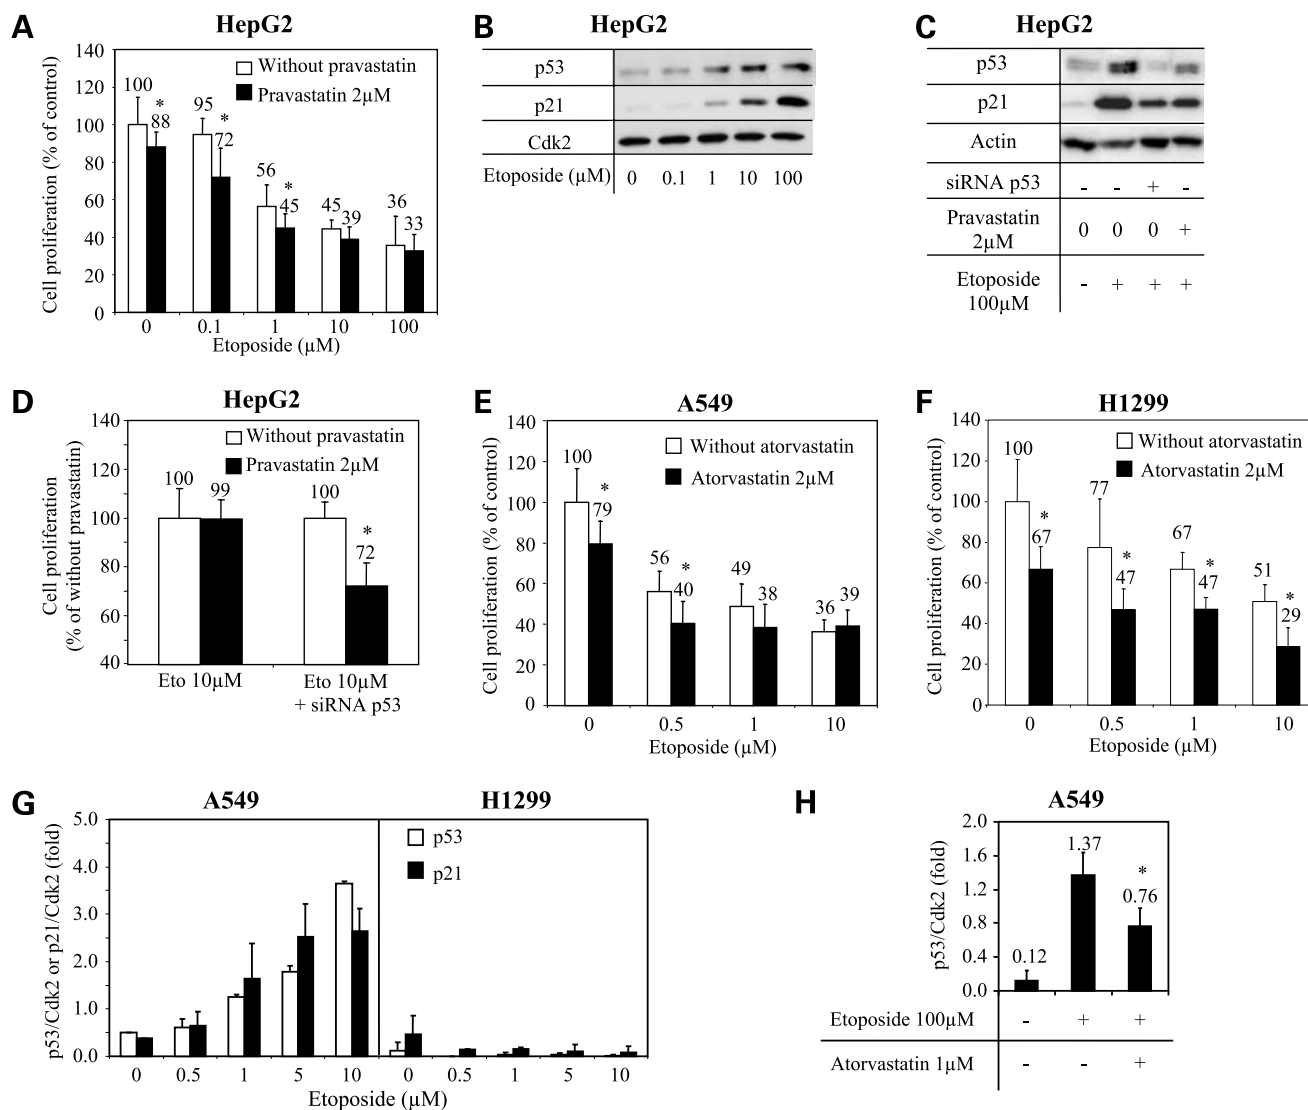 A
HepG2
Cell proliferation (% of control)
140
120
100
80
60
40
20
0
Without pravastatin
Pravastatin 2µM
100
*
88
95
*
72
56
*
45
45
39
36
33
0 0.1 1 10 100
Etoposide (µM)
B
HepG2
p53
p21
Cdk2
Etoposide (µM) 0 0.1 1 10 100
C
HepG2
p53
p21
Actin
siRNA p53 - - + -
Pravastatin
2µM
0 0 0 +
Etoposide
100µM
- + + +
D
HepG2
Cell proliferation
(% of without pravastatin)
140
120
100
80
60
40
Without pravastatin
Pravastatin 2µM
100
99
100
*
72
Eto 10µM
Eto 10µM
+ siRNA p53
E
A549
Cell proliferation (% of control)
140
120
100
80
60
40
20
0
Without atorvastatin
Atorvastatin 2µM
100
*
79
56
*
40
49
38
36
39
0 0.5 1 10
Etoposide (µM)
F
H1299
Cell proliferation (% of control)
140
120
100
80
60
40
20
0
Without atorvastatin
Atorvastatin 2µM
100
*
67
77
*
47
67
*
47
51
*
29
0 0.5 1 10
Etoposide (µM)
G
A549
H1299
p53/Cdk2 or p21/Cdk2 (fold)
5.0
4.0
3.0
2.0
1.0
0.0
p53
p21
0 0.5 1 5 10 0 0.5 1 5 10
Etoposide (µM)
H
A549
p53/Cdk2 (fold)
2.0
1.6
1.2
0.8
0.4
0.0
0.12
1.37
*
0.76
Etoposide 100µM - + +
Atorvastatin 1µM - - +